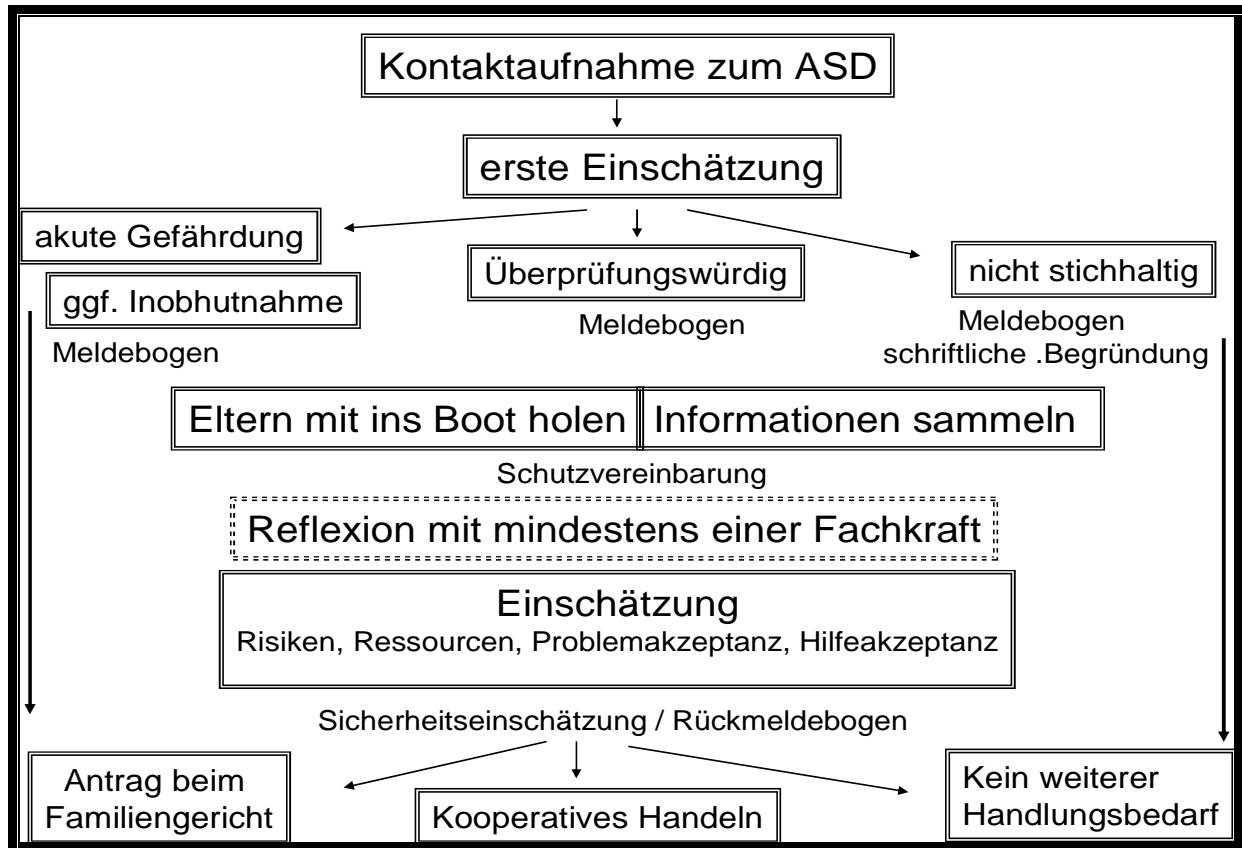 Kontaktaufnahme zum ASD
erste Einschätzung
akute Gefährdung
ggf. Inobhutnahme
Meldebogen
Überprüfungswürdig
Meldebogen
nicht stichhaltig
Meldebogen
schriftliche .Begründung
Eltern mit ins Boot holen
Informationen sammeln
Schutzvereinbarung
Reflexion mit mindestens einer Fachkraft
Einschätzung
Risiken, Ressourcen, Problemakzeptanz, Hilfeakzeptanz
Sicherheitseinschätzung / Rückmeldebogen
Antrag beim
Familiengericht
Kooperatives Handeln
Kein weiterer
Handlungsbedarf